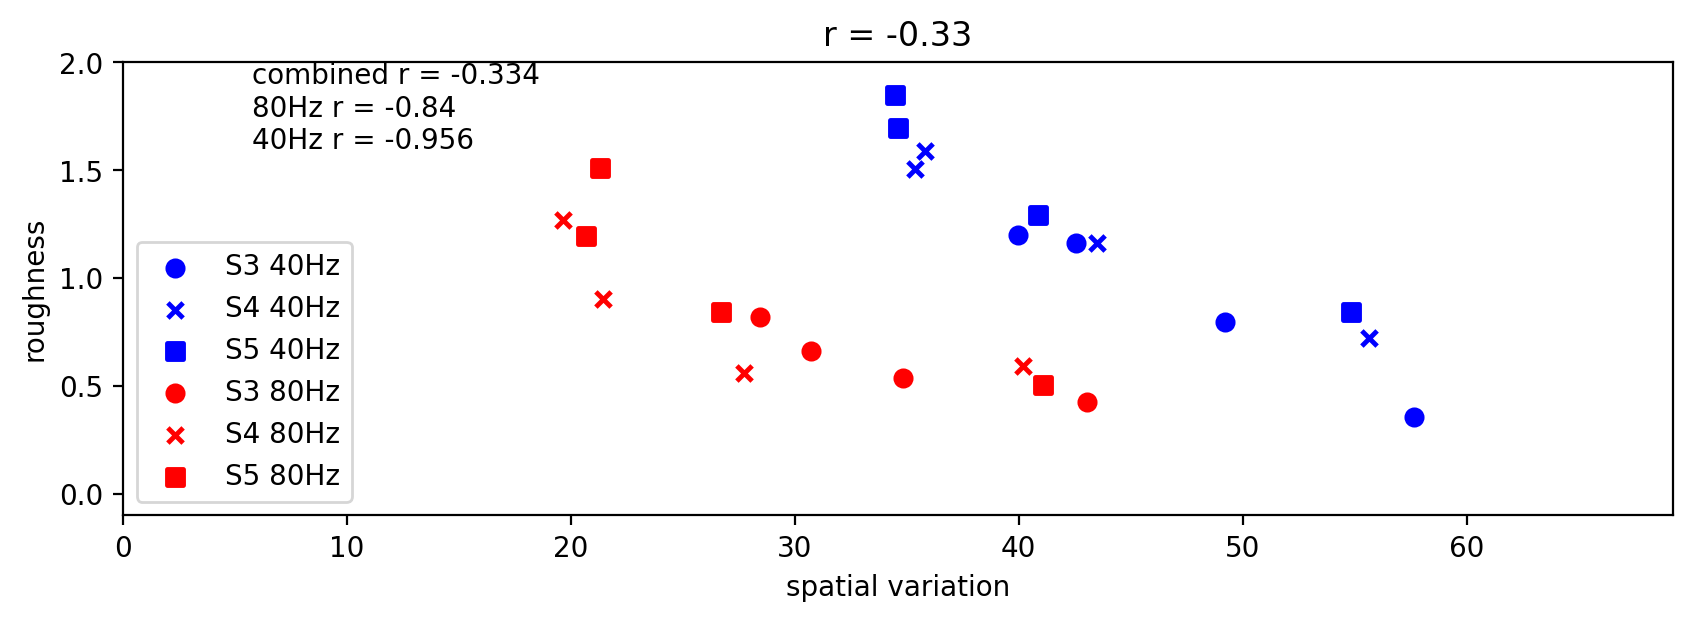 r = -0.33
combined r = -0.334
80Hz r = -0.84
40Hz r = -0.956
2.0
1.5
1.0
0.5
0.0
roughness
S3 40Hz
S4 40Hz
S5 40Hz
S3 80Hz
S4 80Hz
S5 80Hz
0 10 20 30 40 50 60
spatial variation